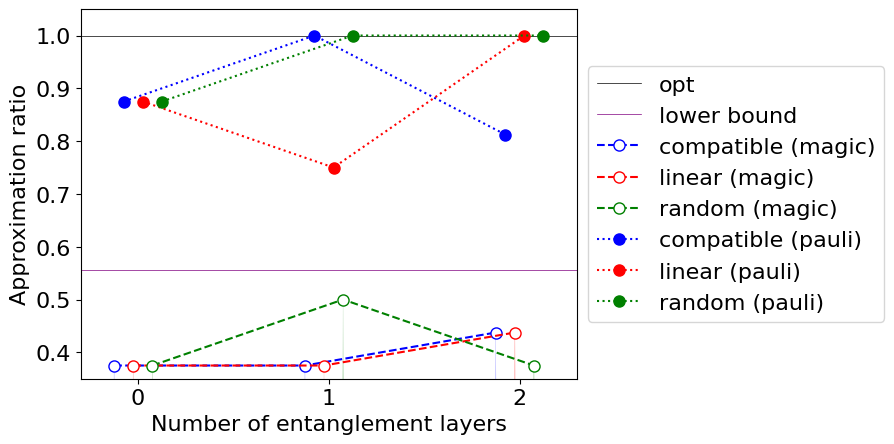 1.0
0.9
0.8
0.7
0.6
0.5
0.4
Approximation ratio
0
1
2
Number of entanglement layers
opt
lower bound
compatible (magic)
linear (magic)
random (magic)
compatible (pauli)
linear (pauli)
random (pauli)